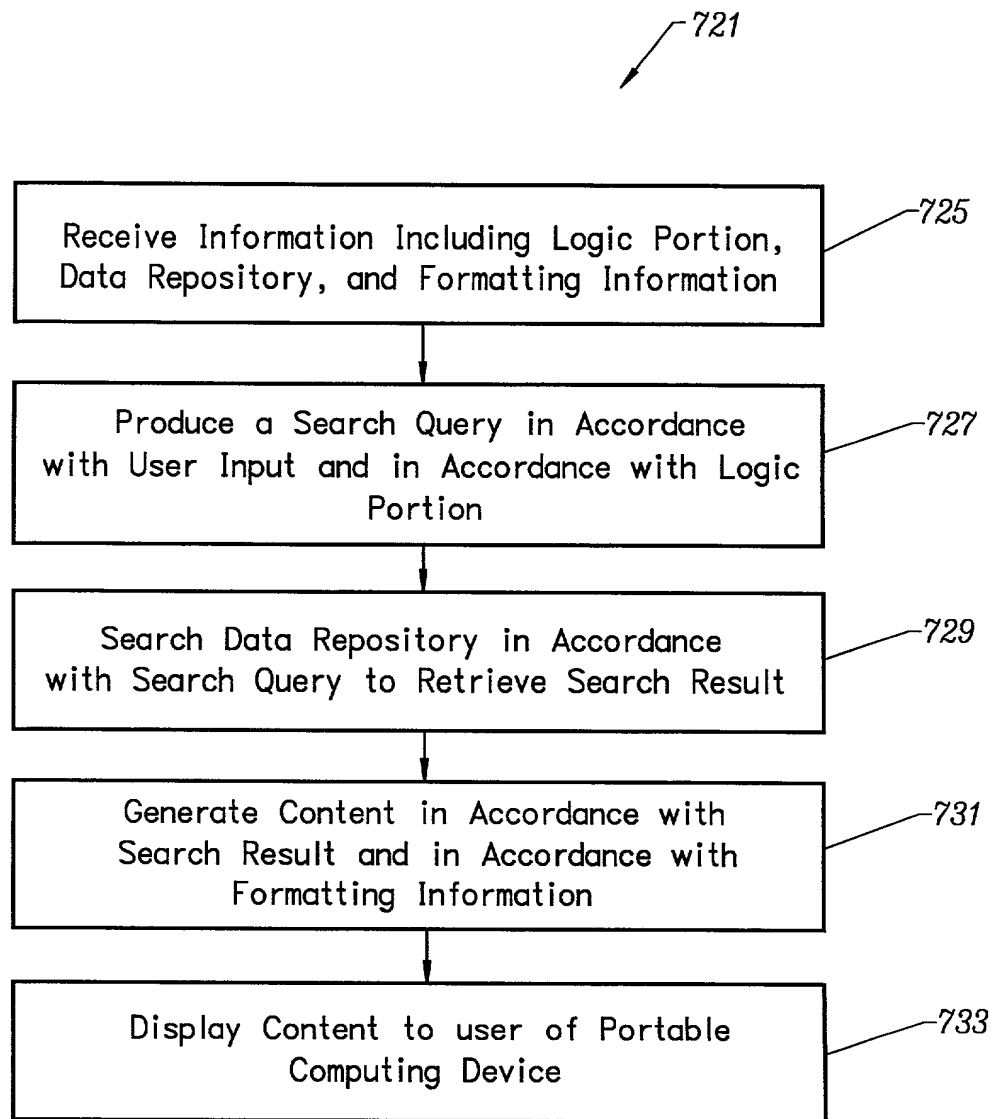 721
Receive Information Including Logic Portion,
Data Repository, and Formatting Information
725
Produce a Search Query in Accordance
with User Input and in Accordance with Logic
Portion
727
Search Data Repository in Accordance
with Search Query to Retrieve Search Result
729
Generate Content in Accordance with
Search Result and in Accordance with
Formatting Information
731
Display Content to user of Portable
Computing Device
733